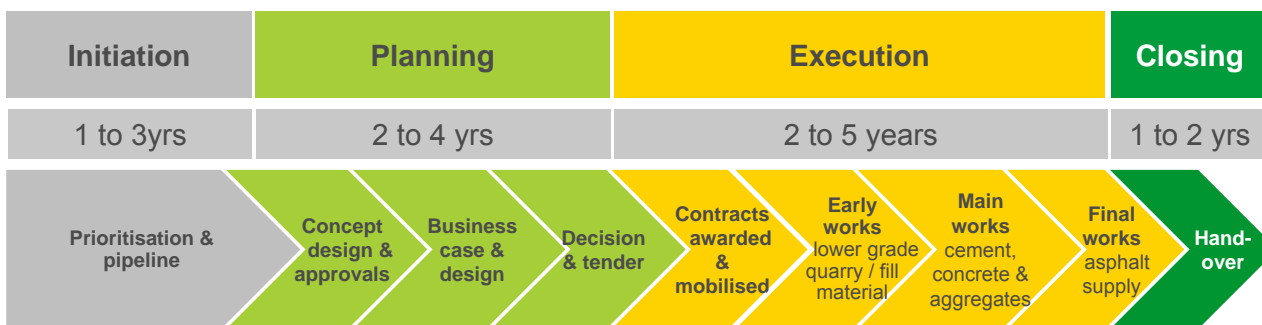 Initiation
Planning
Execution
Closing
1 to 3yrs
2 to 4 yrs
2 to 5 years
1 to 2 yrs
Prioritisation &
pipeline
Concept
design &
approvals
Business
case &
design
Decision
& tender
Contracts
awarded
&
mobilised
Early
works
lower grade
quarry / fill
material
Main
works
cement,
concrete &
aggregates
Final
works
asphalt
supply
Hand-
over